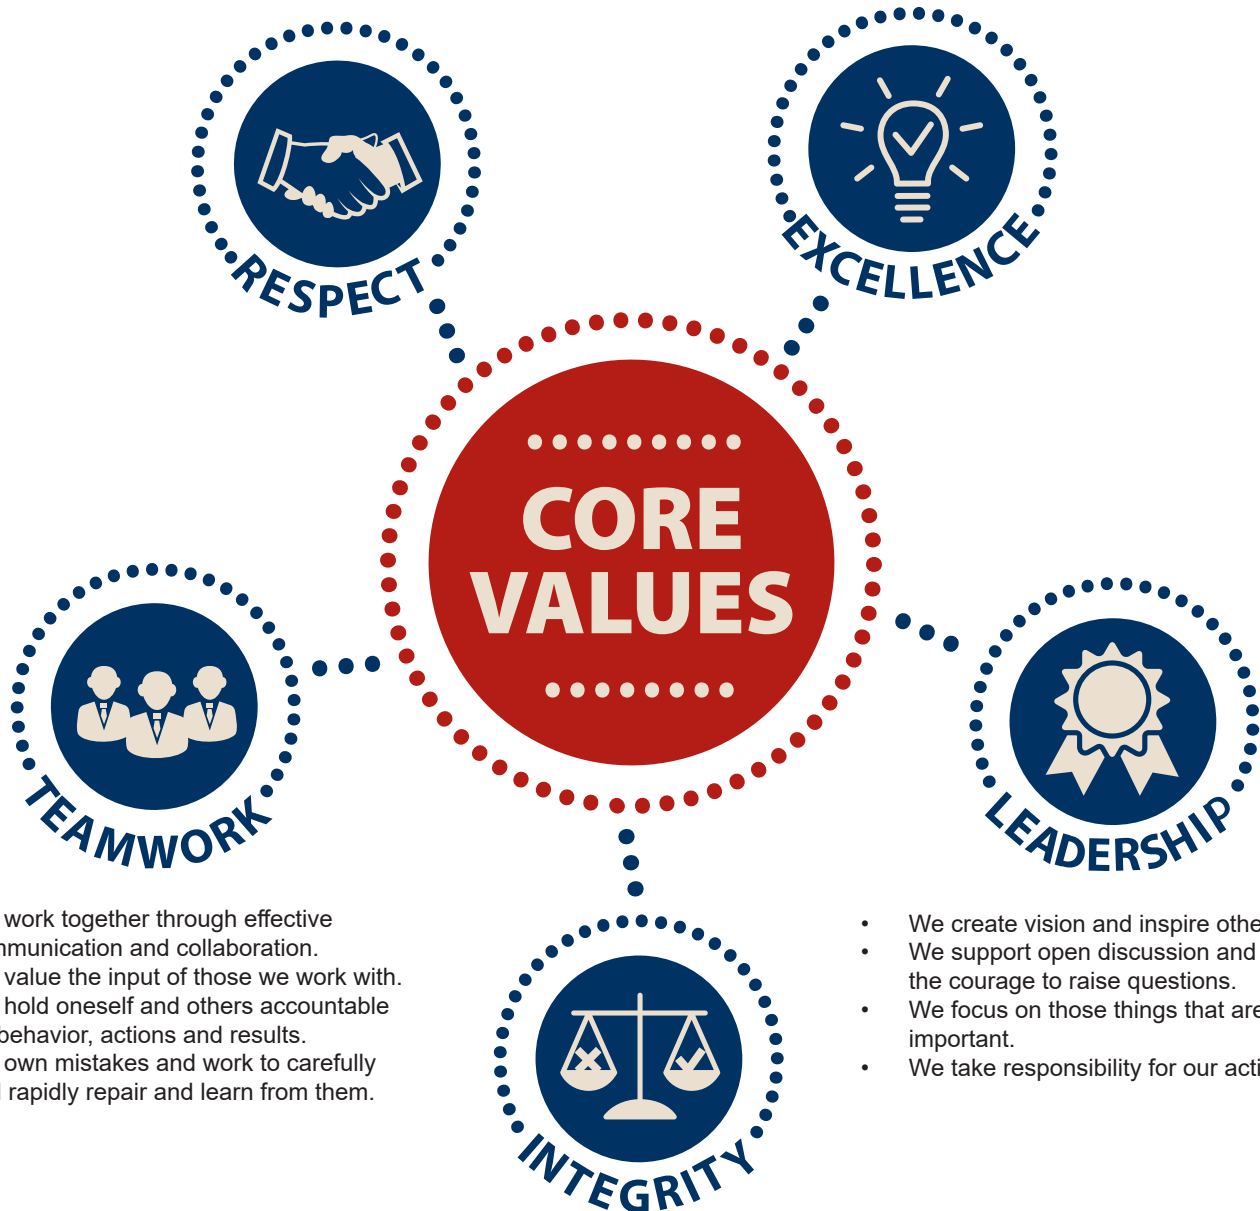 RESPECT
EXCELLENCE
CORE
VALUES
TEAMWORK
LEADERSHIP
work together through effective
communication and collaboration.
value the input of those we work with.
hold oneself and others accountable
behavior, actions and results.
own mistakes and work to carefully
rapidly repair and learn from them.
• We create vision and inspire
• We support open discussion and
the courage to raise questions.
• We focus on those things that are
important.
• We take responsibility for our
INTEGRITY